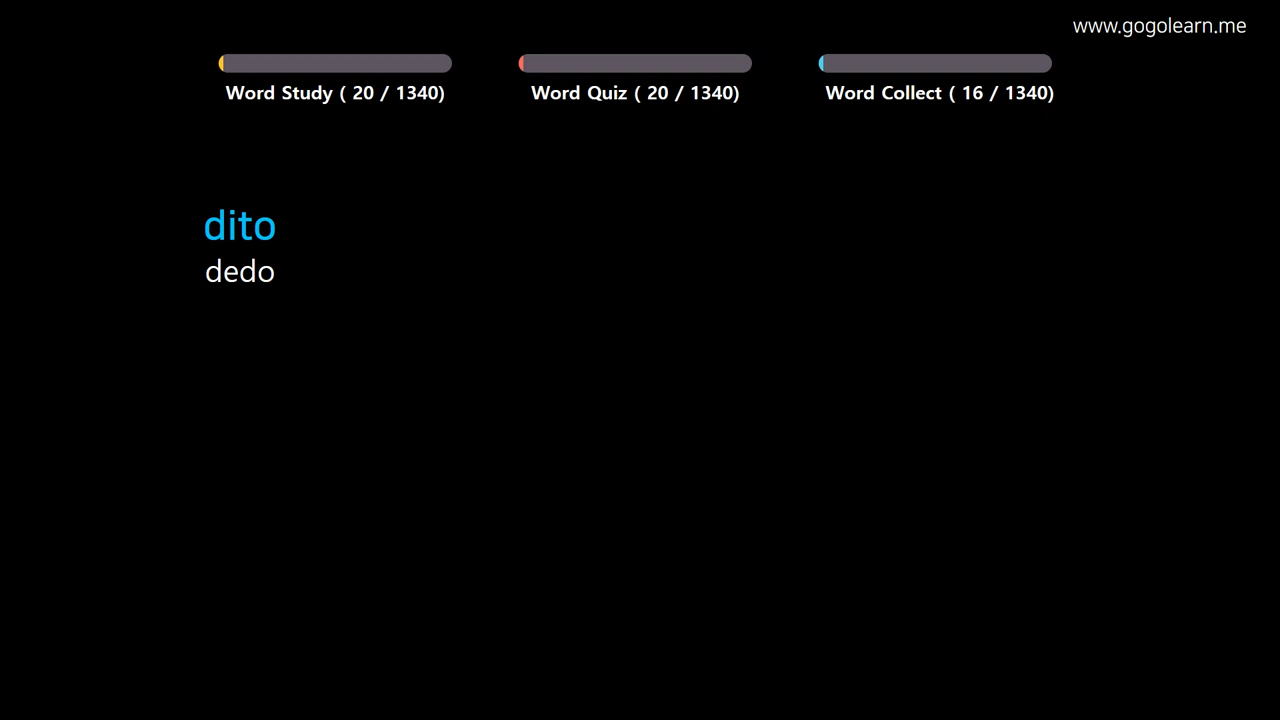 www.gogolearn.me
Word Study ( 20 / 1340)
Word Quiz ( 20 / 1340)
Word Collect ( 16 / 1340)
dito
dedo